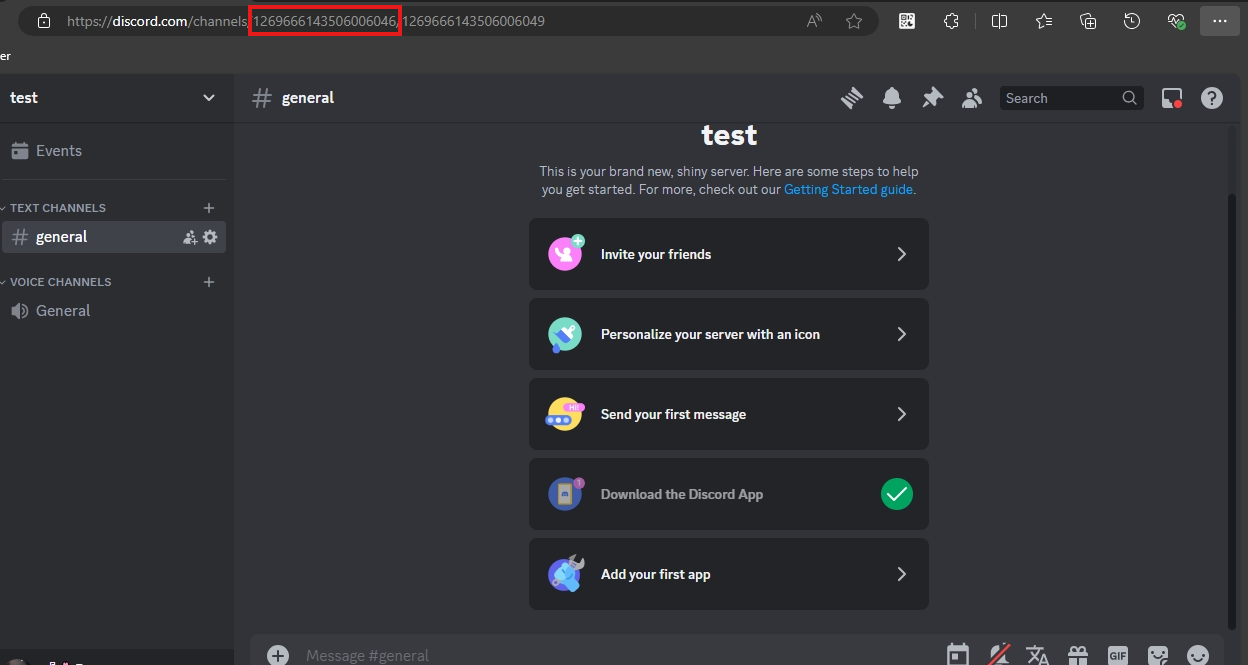 https://discord.com/channels/1269666143506006046/1269666143506006049
er
test
# general
Search
Events
TEXT CHANNELS
# general
VOICE CHANNELS
General
test
This is your brand new, shiny server. Here are some steps to help
you get started. For more, check out our Getting Started guide.
Invite your friends
Personalize your server with an icon
HI!
Send your first message
1
Download the Discord App
Add your first app
Message #general
GIF